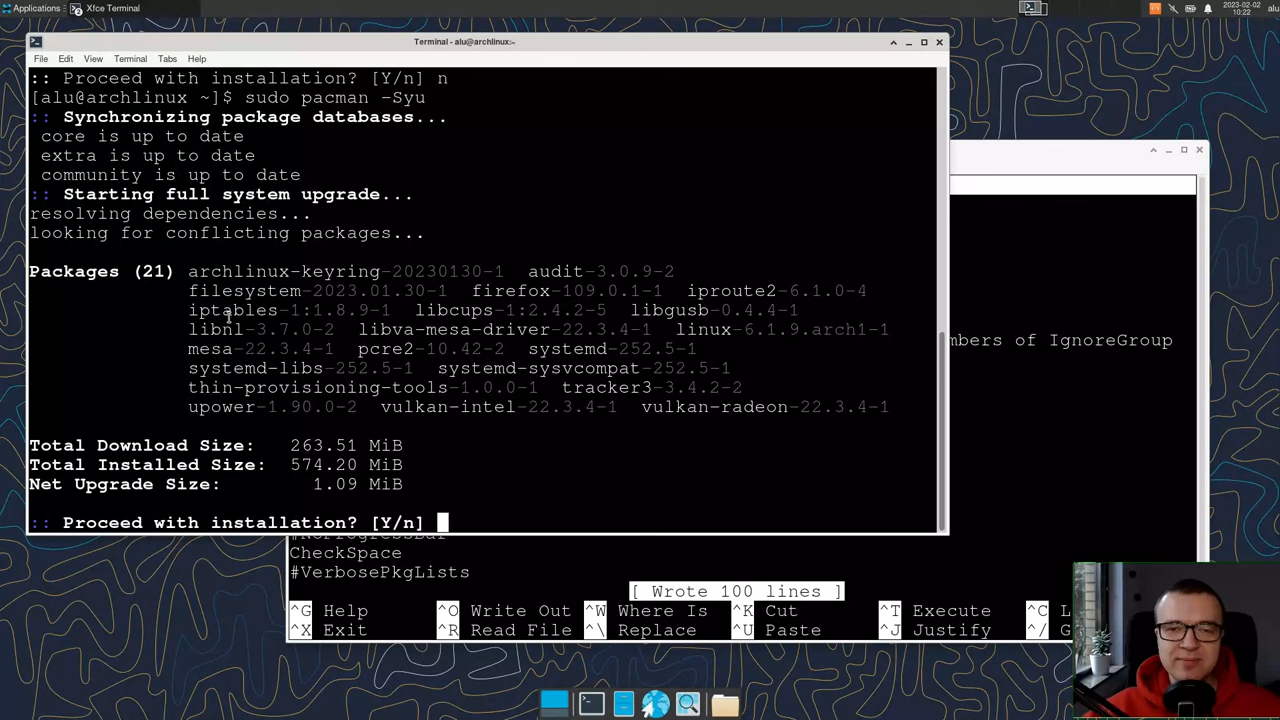 Applications
Xfce Terminal
2023-02-02
10:22
alu
Terminal - alu@archlinux:~
File Edit View Terminal Tabs Help
:: Proceed with installation? [Y/n] n
[alu@archlinux ~]$ sudo pacman -Syu
:: Synchronizing package databases...
core is up to date
extra is up to date
community is up to date
:: Starting full system upgrade...
resolving dependencies...
looking for conflicting packages...
Packages (21) archlinux-keyring-20230130-1 audit-3.0.9-2
filesystem-2023.01.30-1 firefox-109.0.1-1 iproute2-6.1.0-4
iptables-1:1.8.9-1 libcups-1:2.4.2-5 libgusb-0.4.4-1
libnl-3.7.0-2 libva-mesa-driver-22.3.4-1 linux-6.1.9.arch1-1
mesa-22.3.4-1 pcre2-10.42-2 systemd-252.5-1
systemd-libs-252.5-1 systemd-sysvcompat-252.5-1
thin-provisioning-tools-1.0.0-1 tracker3-3.4.2-2
upower-1.90.0-2 vulkan-intel-22.3.4-1 vulkan-radeon-22.3.4-1
Total Download Size: 263.51 MiB
Total Installed Size: 574.20 MiB
Net Upgrade Size: 1.09 MiB
:: Proceed with installation? [Y/n]
mbers of IgnoreGroup
#NoProgressBar
CheckSpace
#VerbosePkgLists
[ Wrote 100 lines ]
^G Help ^O Write Out ^W Where Is ^K Cut ^T Execute ^C L
^X Exit ^R Read File ^\ Replace ^U Paste ^J Justify ^/ G